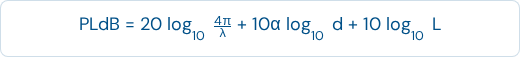 PLdB = 20 log₁₀ 4π/λ + 10α log₁₀ d + 10 log₁₀ L